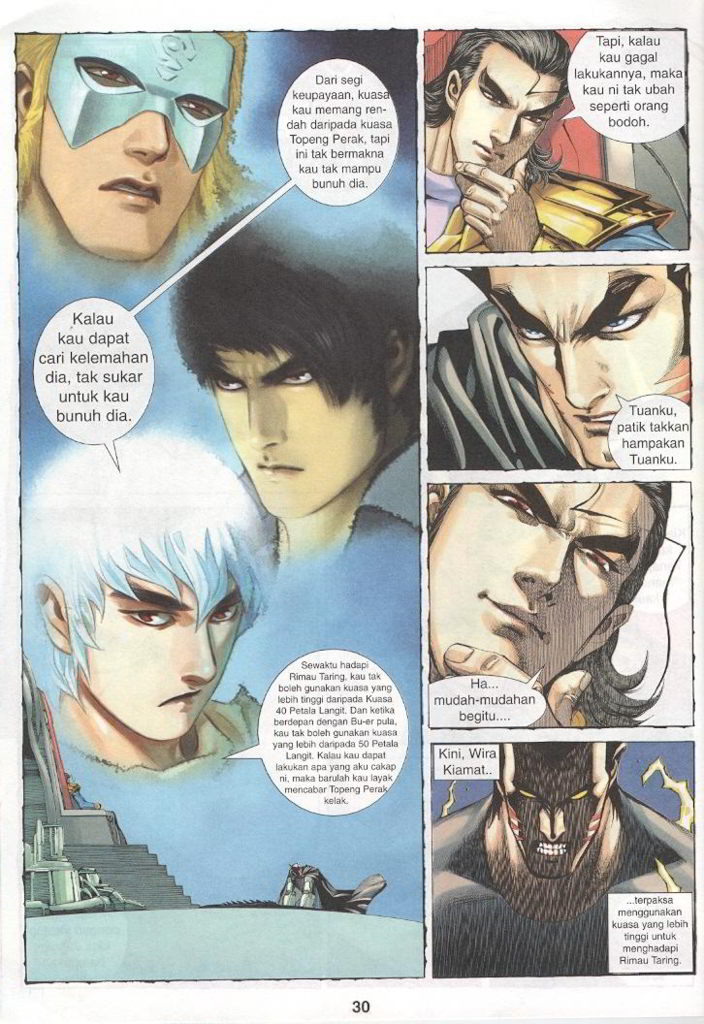 Dari segi
keupayaan, kuasa
kau memang ren-
dah daripada kuasa
Topeng Perak, tapi
ini tak bermakna
kau tak mampu
bunuh dia.
Kalau
kau dapat
cari kelemahan
dia, tak sukar
untuk kau
bunuh dia.
Sewaktu hadapi
Rimau Taring, kau tak
boleh gunakan kuasa yang
lebih tinggi daripada Kuasa
40 Petala Langit. Dan ketika
berdepan dengan Bu-er pula,
kau tak boleh gunakan kuasa
yang lebih daripada 50 Petala
Langit. Kalau kau dapat
lakukan apa yang aku cakap
ni, maka barulah kau layak
mencabar Topeng Perak
kelak.
Tapi, kalau
kau gagal
lakukannya, maka
kau ni tak ubah
seperti orang
bodoh.
Tuanku,
patik takkan
hampakan
Tuanku.
Ha...
mudah-mudahan
begitu....
Kini, Wira
Kiamat..
...terpaksa
menggunakan
kuasa yang lebih
tinggi untuk
menghadapi
Rimau Taring.
30